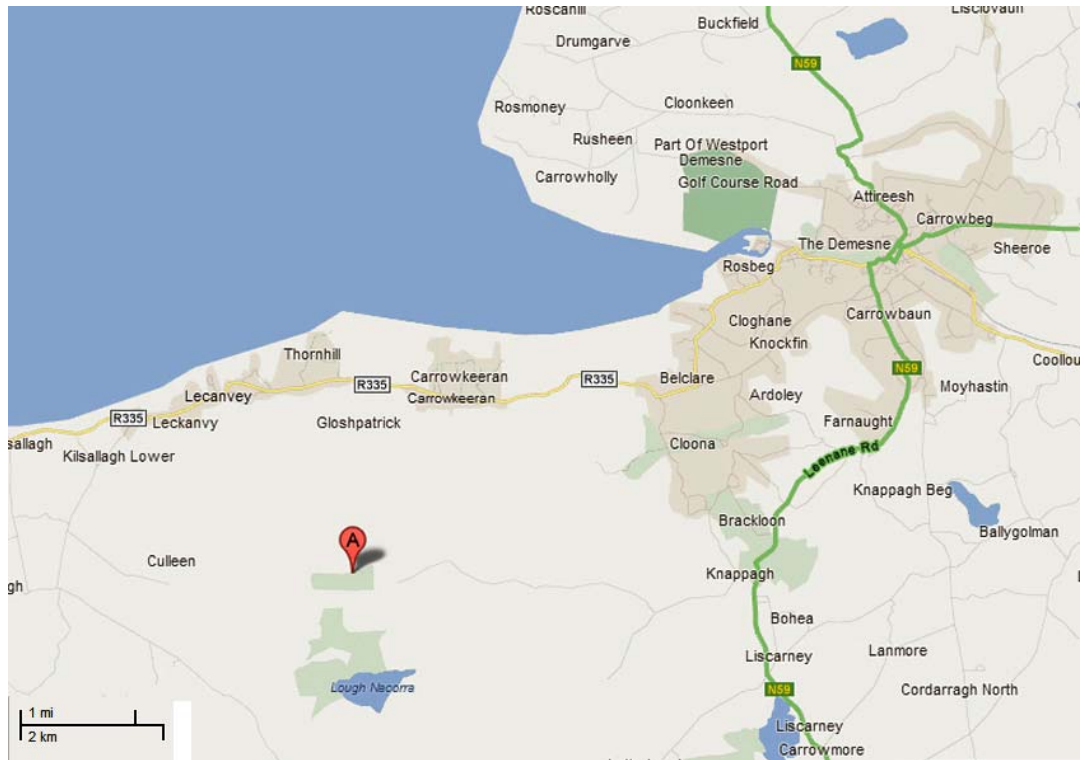 Roscahill
Buckfield
Lisclovaun
Drumgarve
N59
Rosmoney
Cloonkeen
Rusheen
Part Of Westport
Demesne
Carrowholly
Golf Course Road
Attireesh
Carrowbeg
The Demesne
Sheeroe
Rosbeg
Carrowbaun
Cloghane
Knockfin
Thornhill
Coollou
N59
R335
Carrowkeeran
R335
Belclare
Moyhastin
Lecanvey
Carrowkeeran
Ardoley
R335
Leckanvy
Gloshpatrick
Farnaught
sallagh
Kilsallagh Lower
Cloona
Leenane Rd
Knappagh Beg
Brackloon
Ballygolman
A
Culleen
Knappagh
gh
Bohea
Liscarney
Lanmore
Lough Nacorra
N59
Cordarragh North
1 mi
2 km
Liscarney
Carrowmore